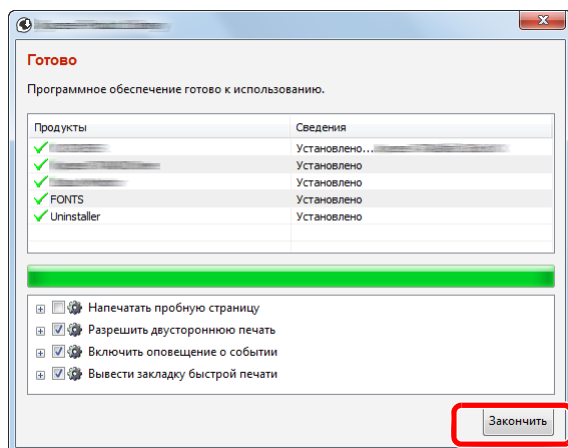 Готово
Программное обеспечение готово к использованию.
Продукты Сведения
Установлено...
Установлено
Установлено
FONTS Установлено
Uninstaller Установлено
Напечатать пробную страницу
Разрешить двустороннюю печать
Включить оповещение о событии
Вывести закладку быстрой печати
Закончить